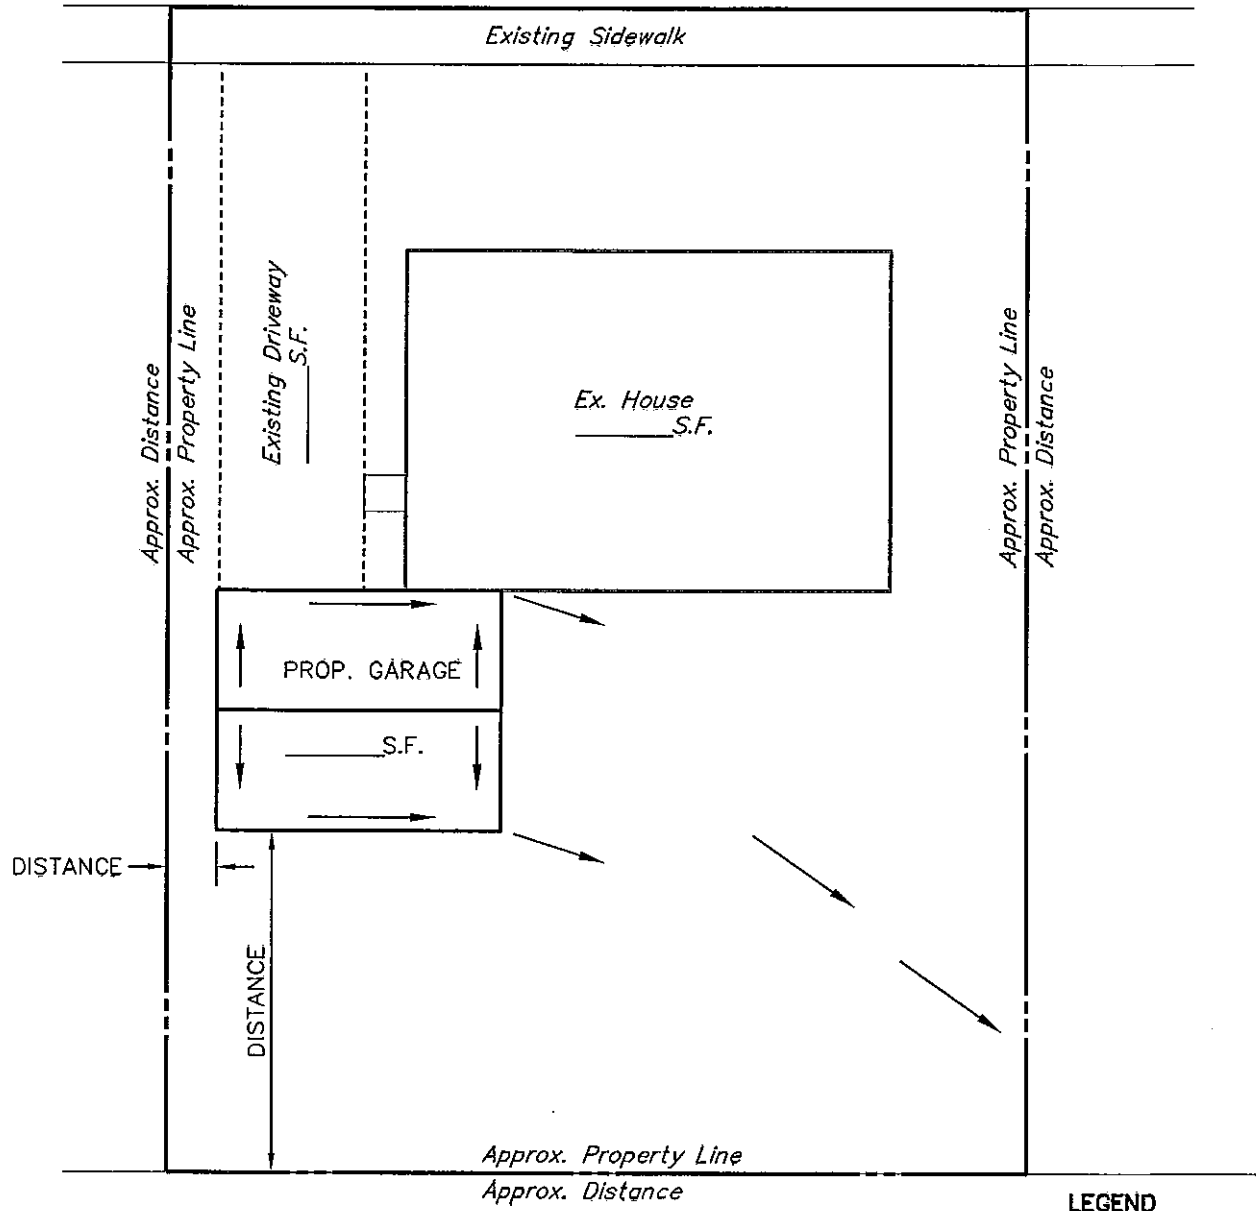 Existing Sidewalk
Approx. Distance
Approx. Property Line
Existing Driveway
S.F.
Ex. House
S.F.
Approx. Property Line
Approx. Distance
PROP. GARAGE
S.F.
DISTANCE
DISTANCE
Approx. Property Line
Approx. Distance
LEGEND